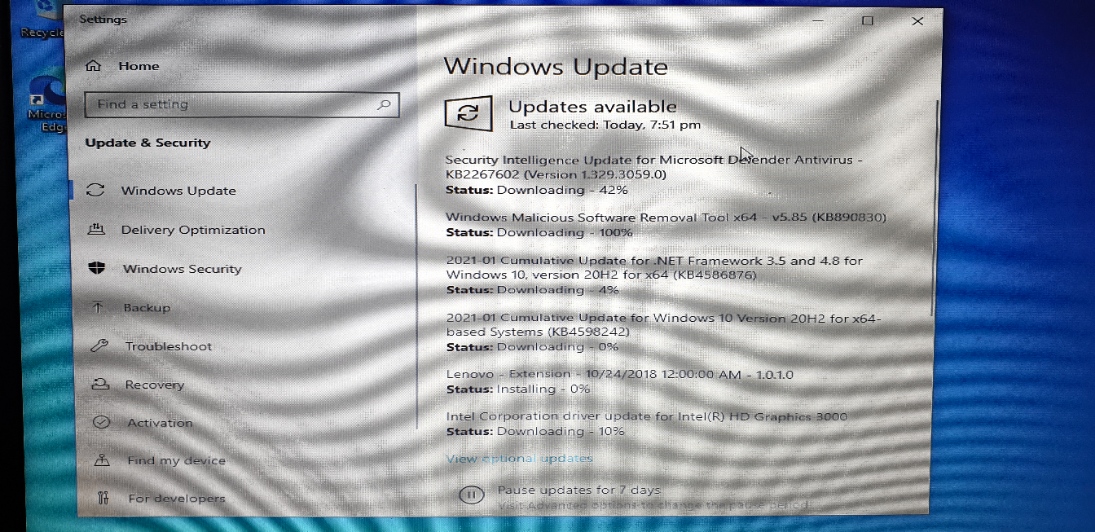 Recycle
Micros
Edge
Settings
Home
Find a setting
Update & Security
Windows Update
Delivery Optimization
Windows Security
Backup
Troubleshoot
Recovery
Activation
Find my device
For developers
Windows Update
Updates available
Last checked: Today, 7:51 pm
Security Intelligence Update for Microsoft Defender Antivirus -
KB2267602 (Version 1.329.3059.0)
Status: Downloading - 42%
Windows Malicious Software Removal Tool x64 - v5.85 (KB890830)
Status: Downloading - 100%
2021-01 Cumulative Update for .NET Framework 3.5 and 4.8 for
Windows 10, version 20H2 for x64 (KB4586876)
Status: Downloading - 4%
2021-01 Cumulative Update for Windows 10 Version 20H2 for x64-
based Systems (KB4598242)
Status: Downloading - 0%
Lenovo - Extension - 10/24/2018 12:00:00 AM - 1.0.1.0
Status: Installing - 0%
Intel Corporation driver update for Intel(R) HD Graphics 3000
Status: Downloading - 10%
View optional updates
Pause updates for 7 days
Visit Advanced options to change the pause period